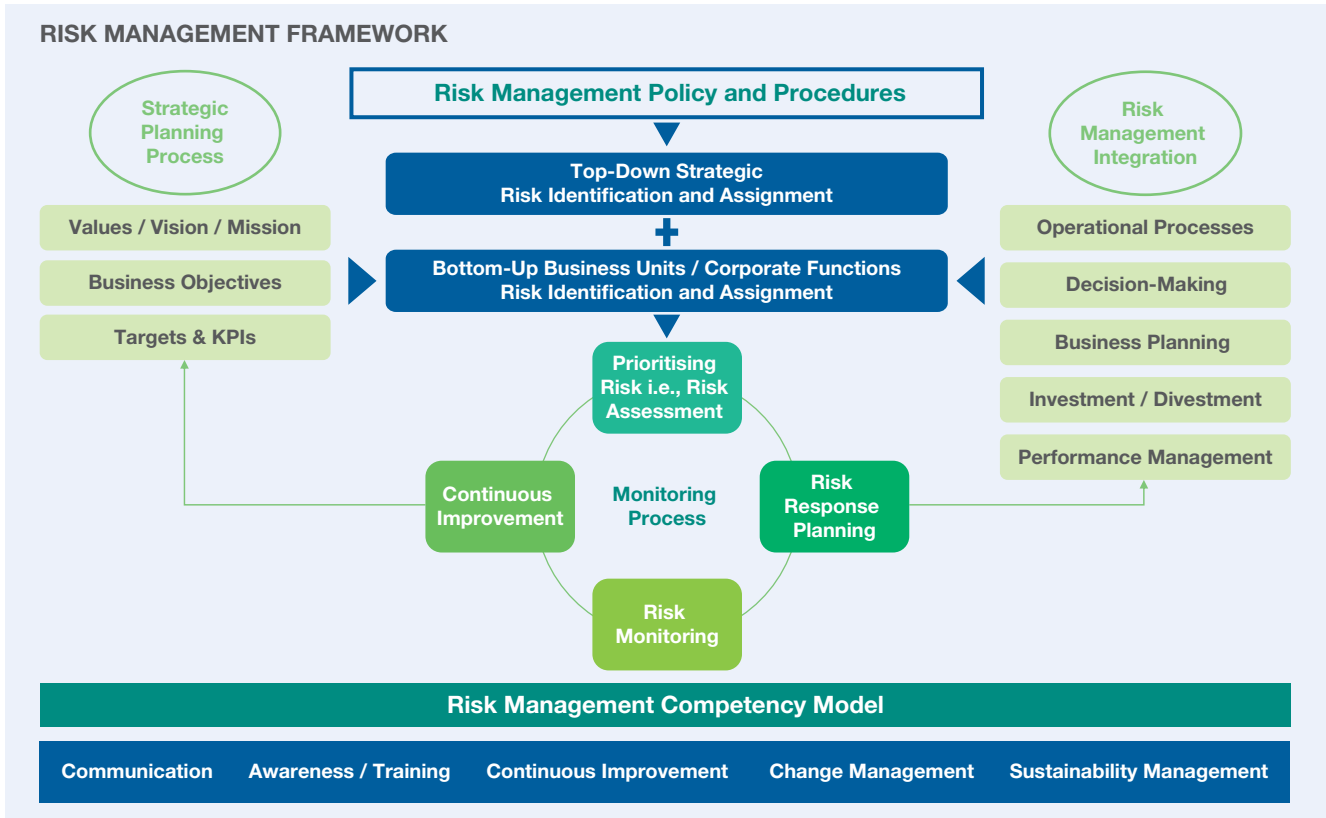 RISK MANAGEMENT FRAMEWORK
Strategic
Planning
Process
Values / Vision / Mission
Business Objectives
Targets & KPIs
Risk Management Policy and Procedures
Top-Down Strategic
Risk Identification and Assignment
Bottom-Up Business Units / Corporate Functions
Risk Identification and Assignment
Risk
Management
Integration
Operational Processes
Decision-Making
Business Planning
Investment / Divestment
Performance Management
Prioritising
Risk i.e., Risk
Assessment
Continuous
Improvement
Monitoring
Process
Risk
Response
Planning
Risk
Monitoring
Risk Management Competency Model
Communication
Awareness / Training
Continuous Improvement
Change Management
Sustainability Management